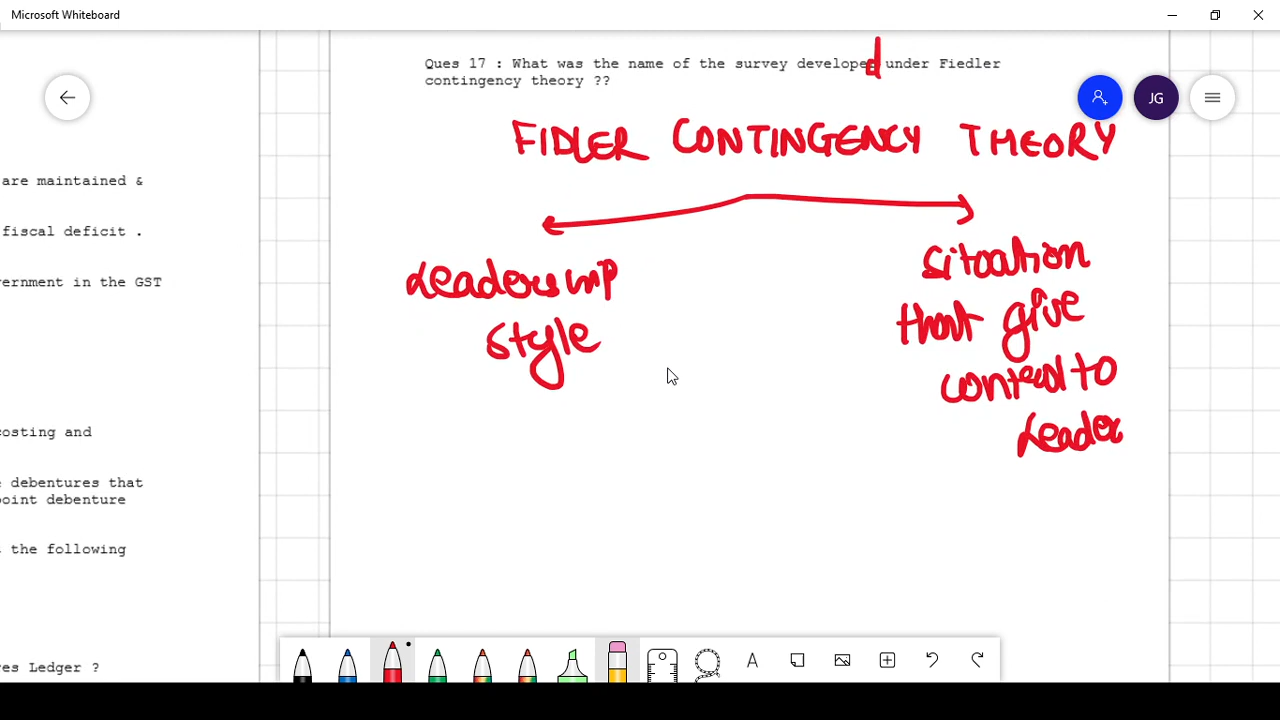 Microsoft Whiteboard
Ques 17 : What was the name of the survey developed under Fiedler
contingency theory ??
JG
FIDLER CONTINGENCY THEORY
are maintained &
fiscal deficit .
ernment in the GST
Leadership
style
situation
that give
control to
Leader
costing and
debentures that
point debenture
the following
es Ledger ?
A